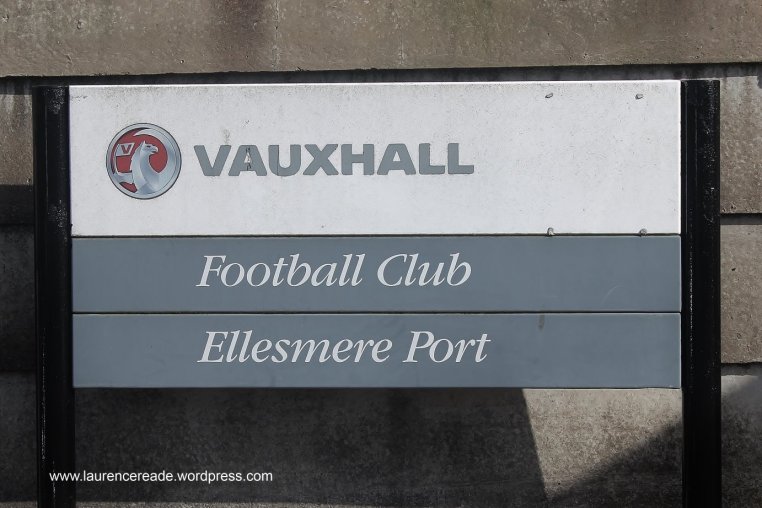 V
VAUXHALL
Football Club
Ellesmere Port
www.laurencereade.wordpress.com